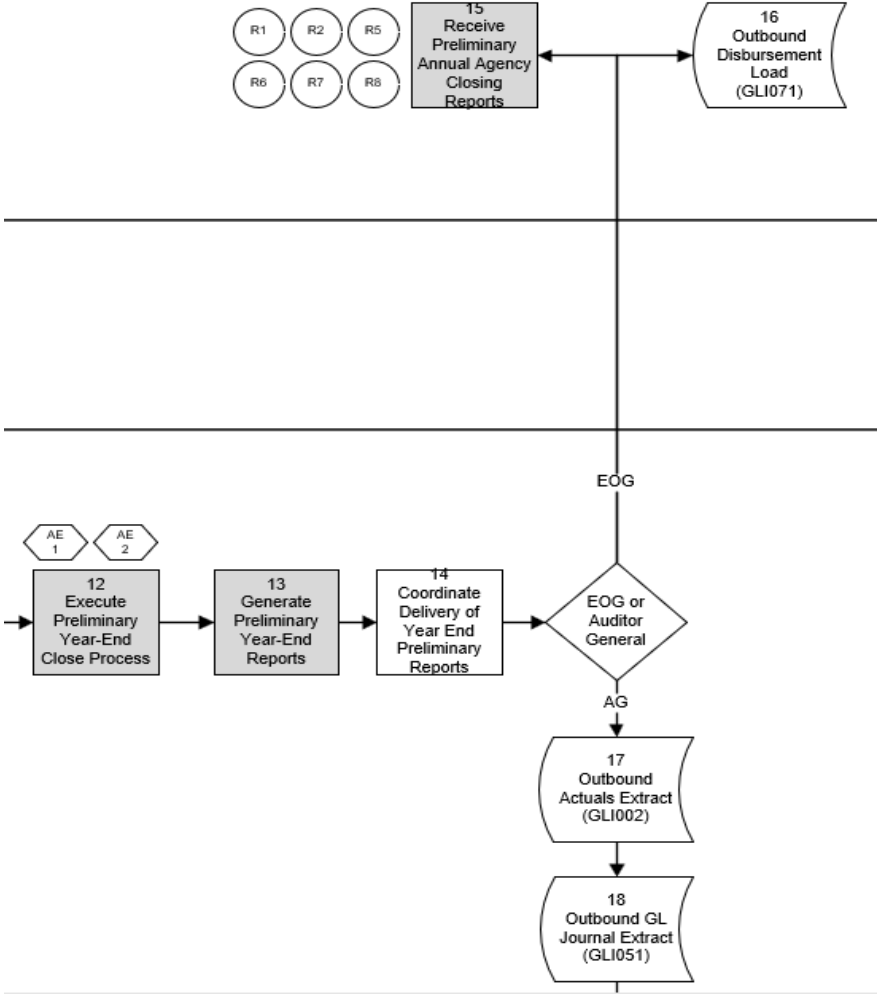 R1
R2
R5
R6
R7
R8
15
Receive
Preliminary
Annual Agency
Closing
Reports
16
Outbound
Disbursement
Load
(GLI071)
EOG
AE
1
AE
2
12
Execute
Preliminary
Year-End
Close Process
13
Generate
Preliminary
Year-End
Reports
14
Coordinate
Delivery of
Year End
Preliminary
Reports
EOG or
Auditor
General
AG
17
Outbound
Actuals Extract
(GLI002)
18
Outbound GL
Journal Extract
(GLI051)